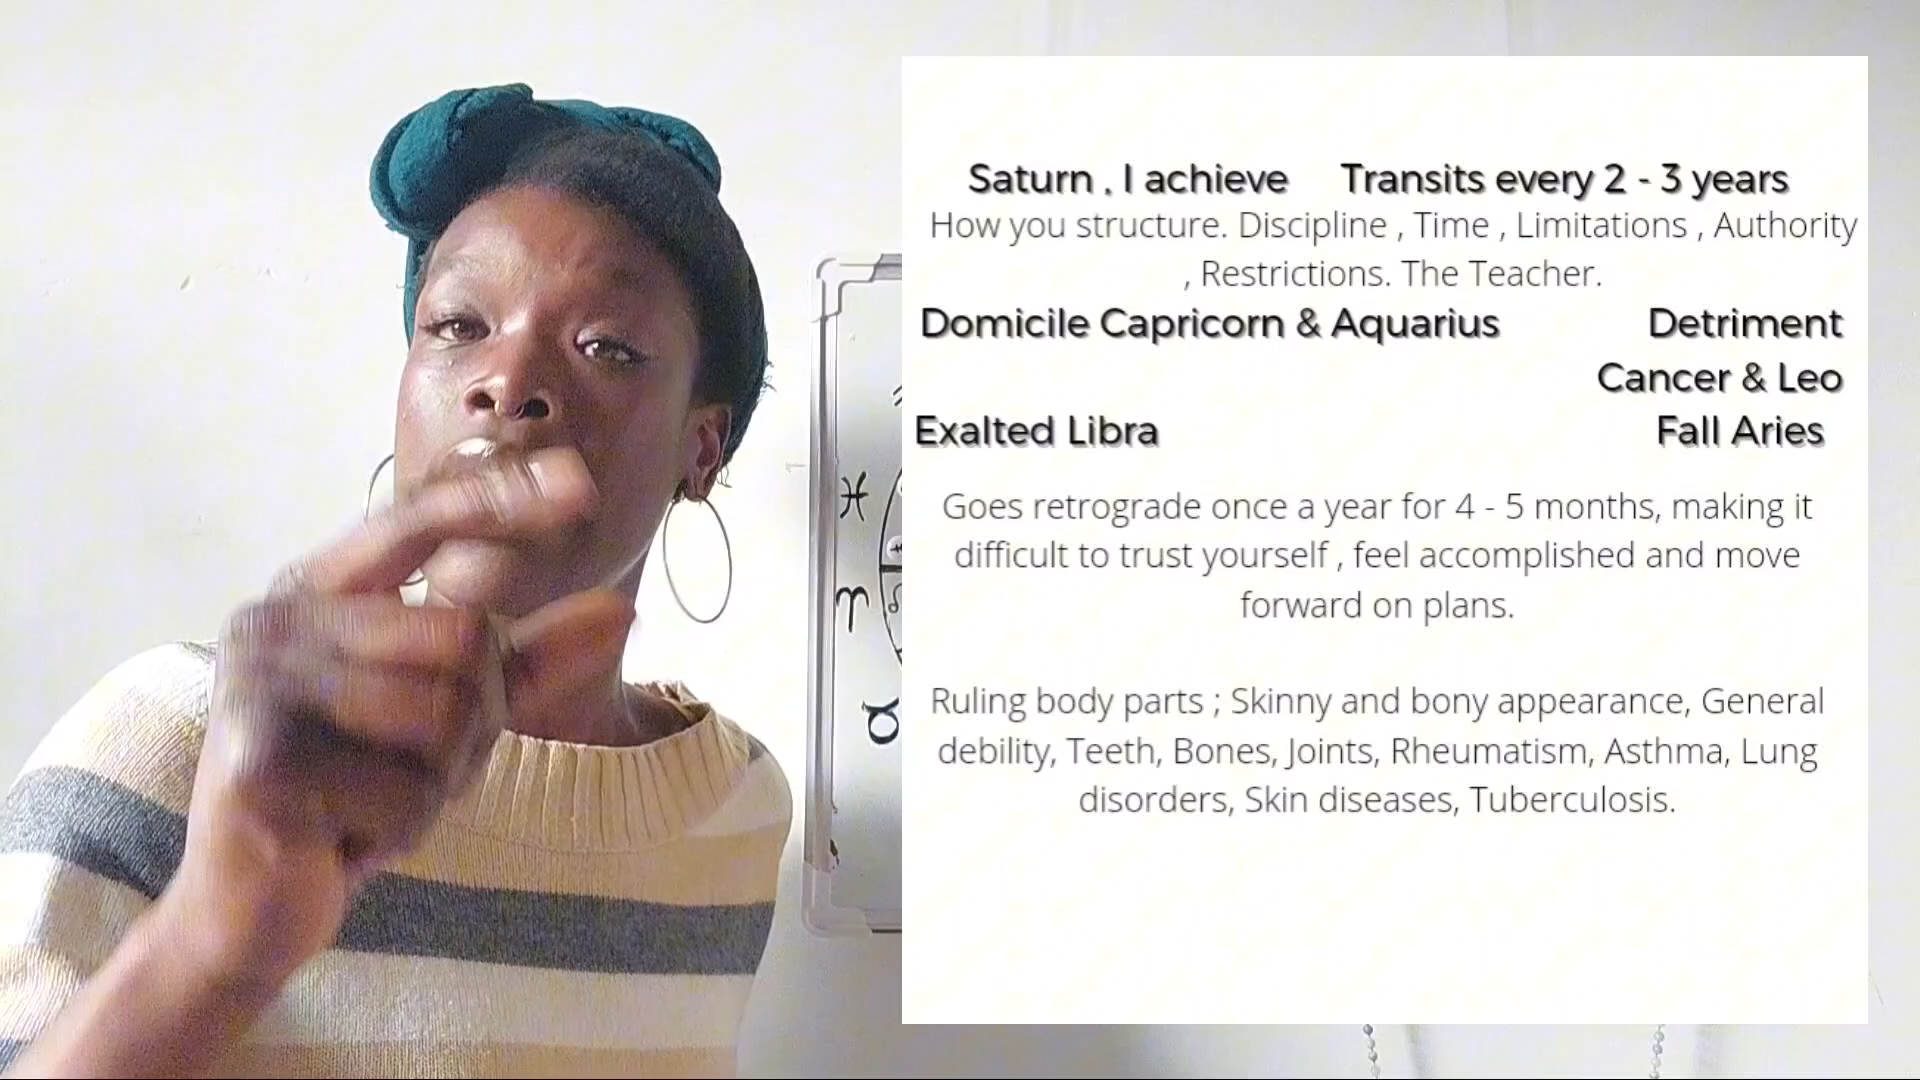 Saturn , I achieve Transits every 2 - 3 years
How you structure. Discipline , Time , Limitations , Authority
, Restrictions. The Teacher.
Domicile Capricorn & Aquarius Detriment
Cancer & Leo
Exalted Libra Fall Aries
Goes retrograde once a year for 4 - 5 months, making it
difficult to trust yourself , feel accomplished and move
forward on plans.
Ruling body parts ; Skinny and bony appearance, General
debility, Teeth, Bones, Joints, Rheumatism, Asthma, Lung
disorders, Skin diseases, Tuberculosis.
♓
♈
♉